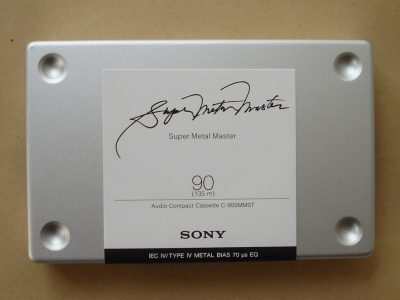 Super Metal Master
Super Metal Master
90
(135 m)
Audio Compact Cassette C-90SMMST
SONY
IEC IV/TYPE IV METAL BIAS 70 µs EQ